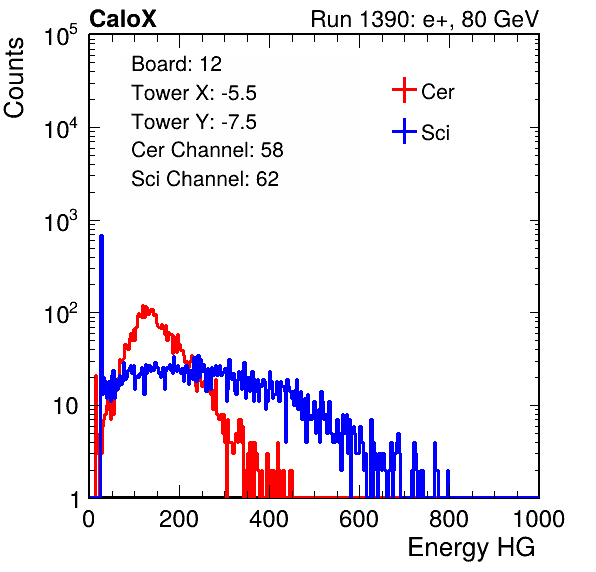 CaloX Run 1390: e+, 80 GeV
Board: 12
Tower X: -5.5
Tower Y: -7.5
Cer Channel: 58
Sci Channel: 62
Cer
Sci
Counts
10^5
10^4
10^3
10^2
10
1
0 200 400 600 800 1000
Energy HG